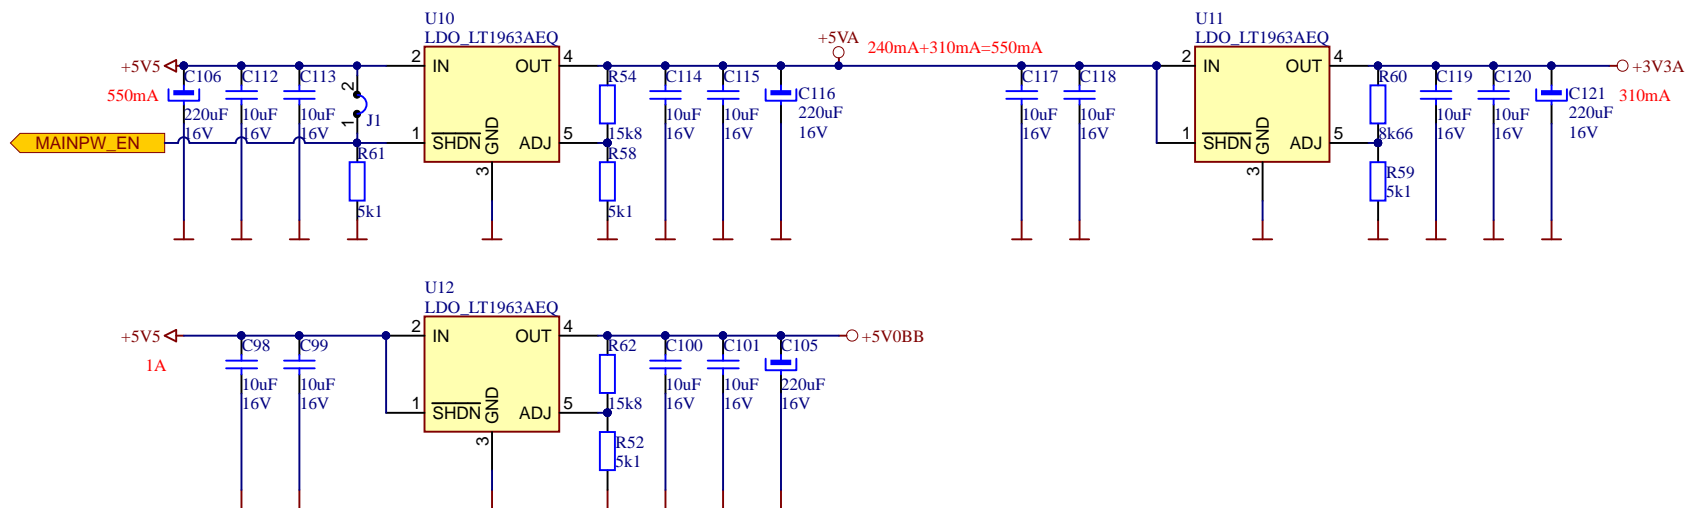 U10
LDO_LT1963AEQ
U11
LDO_LT1963AEQ
+5VA
240mA+310mA=550mA
+5V5
550mA
C106
220uF
16V
C112
10uF
16V
C113
10uF
16V
2
1
J1
MAINPW_EN
R61
5k1
2
IN
OUT
4
1
SHDN
GND
ADJ
5
3
R54
15k8
R58
5k1
C114
10uF
16V
C115
10uF
16V
C116
220uF
16V
C117
10uF
16V
C118
10uF
16V
2
IN
OUT
4
1
SHDN
GND
ADJ
5
3
R60
8k66
R59
5k1
C119
10uF
16V
C120
10uF
16V
C121
220uF
16V
+3V3A
310mA
U12
LDO_LT1963AEQ
+5V5
1A
C98
10uF
16V
C99
10uF
16V
2
IN
OUT
4
1
SHDN
GND
ADJ
5
3
R62
15k8
R52
5k1
C100
10uF
16V
C101
10uF
16V
C105
220uF
16V
+5V0BB